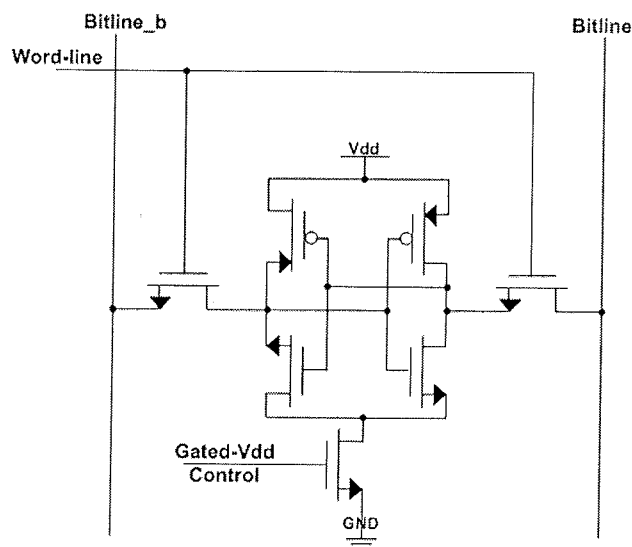 Bitline_b
Bitline
Word-line
Vdd
Gated-Vdd
Control
GND